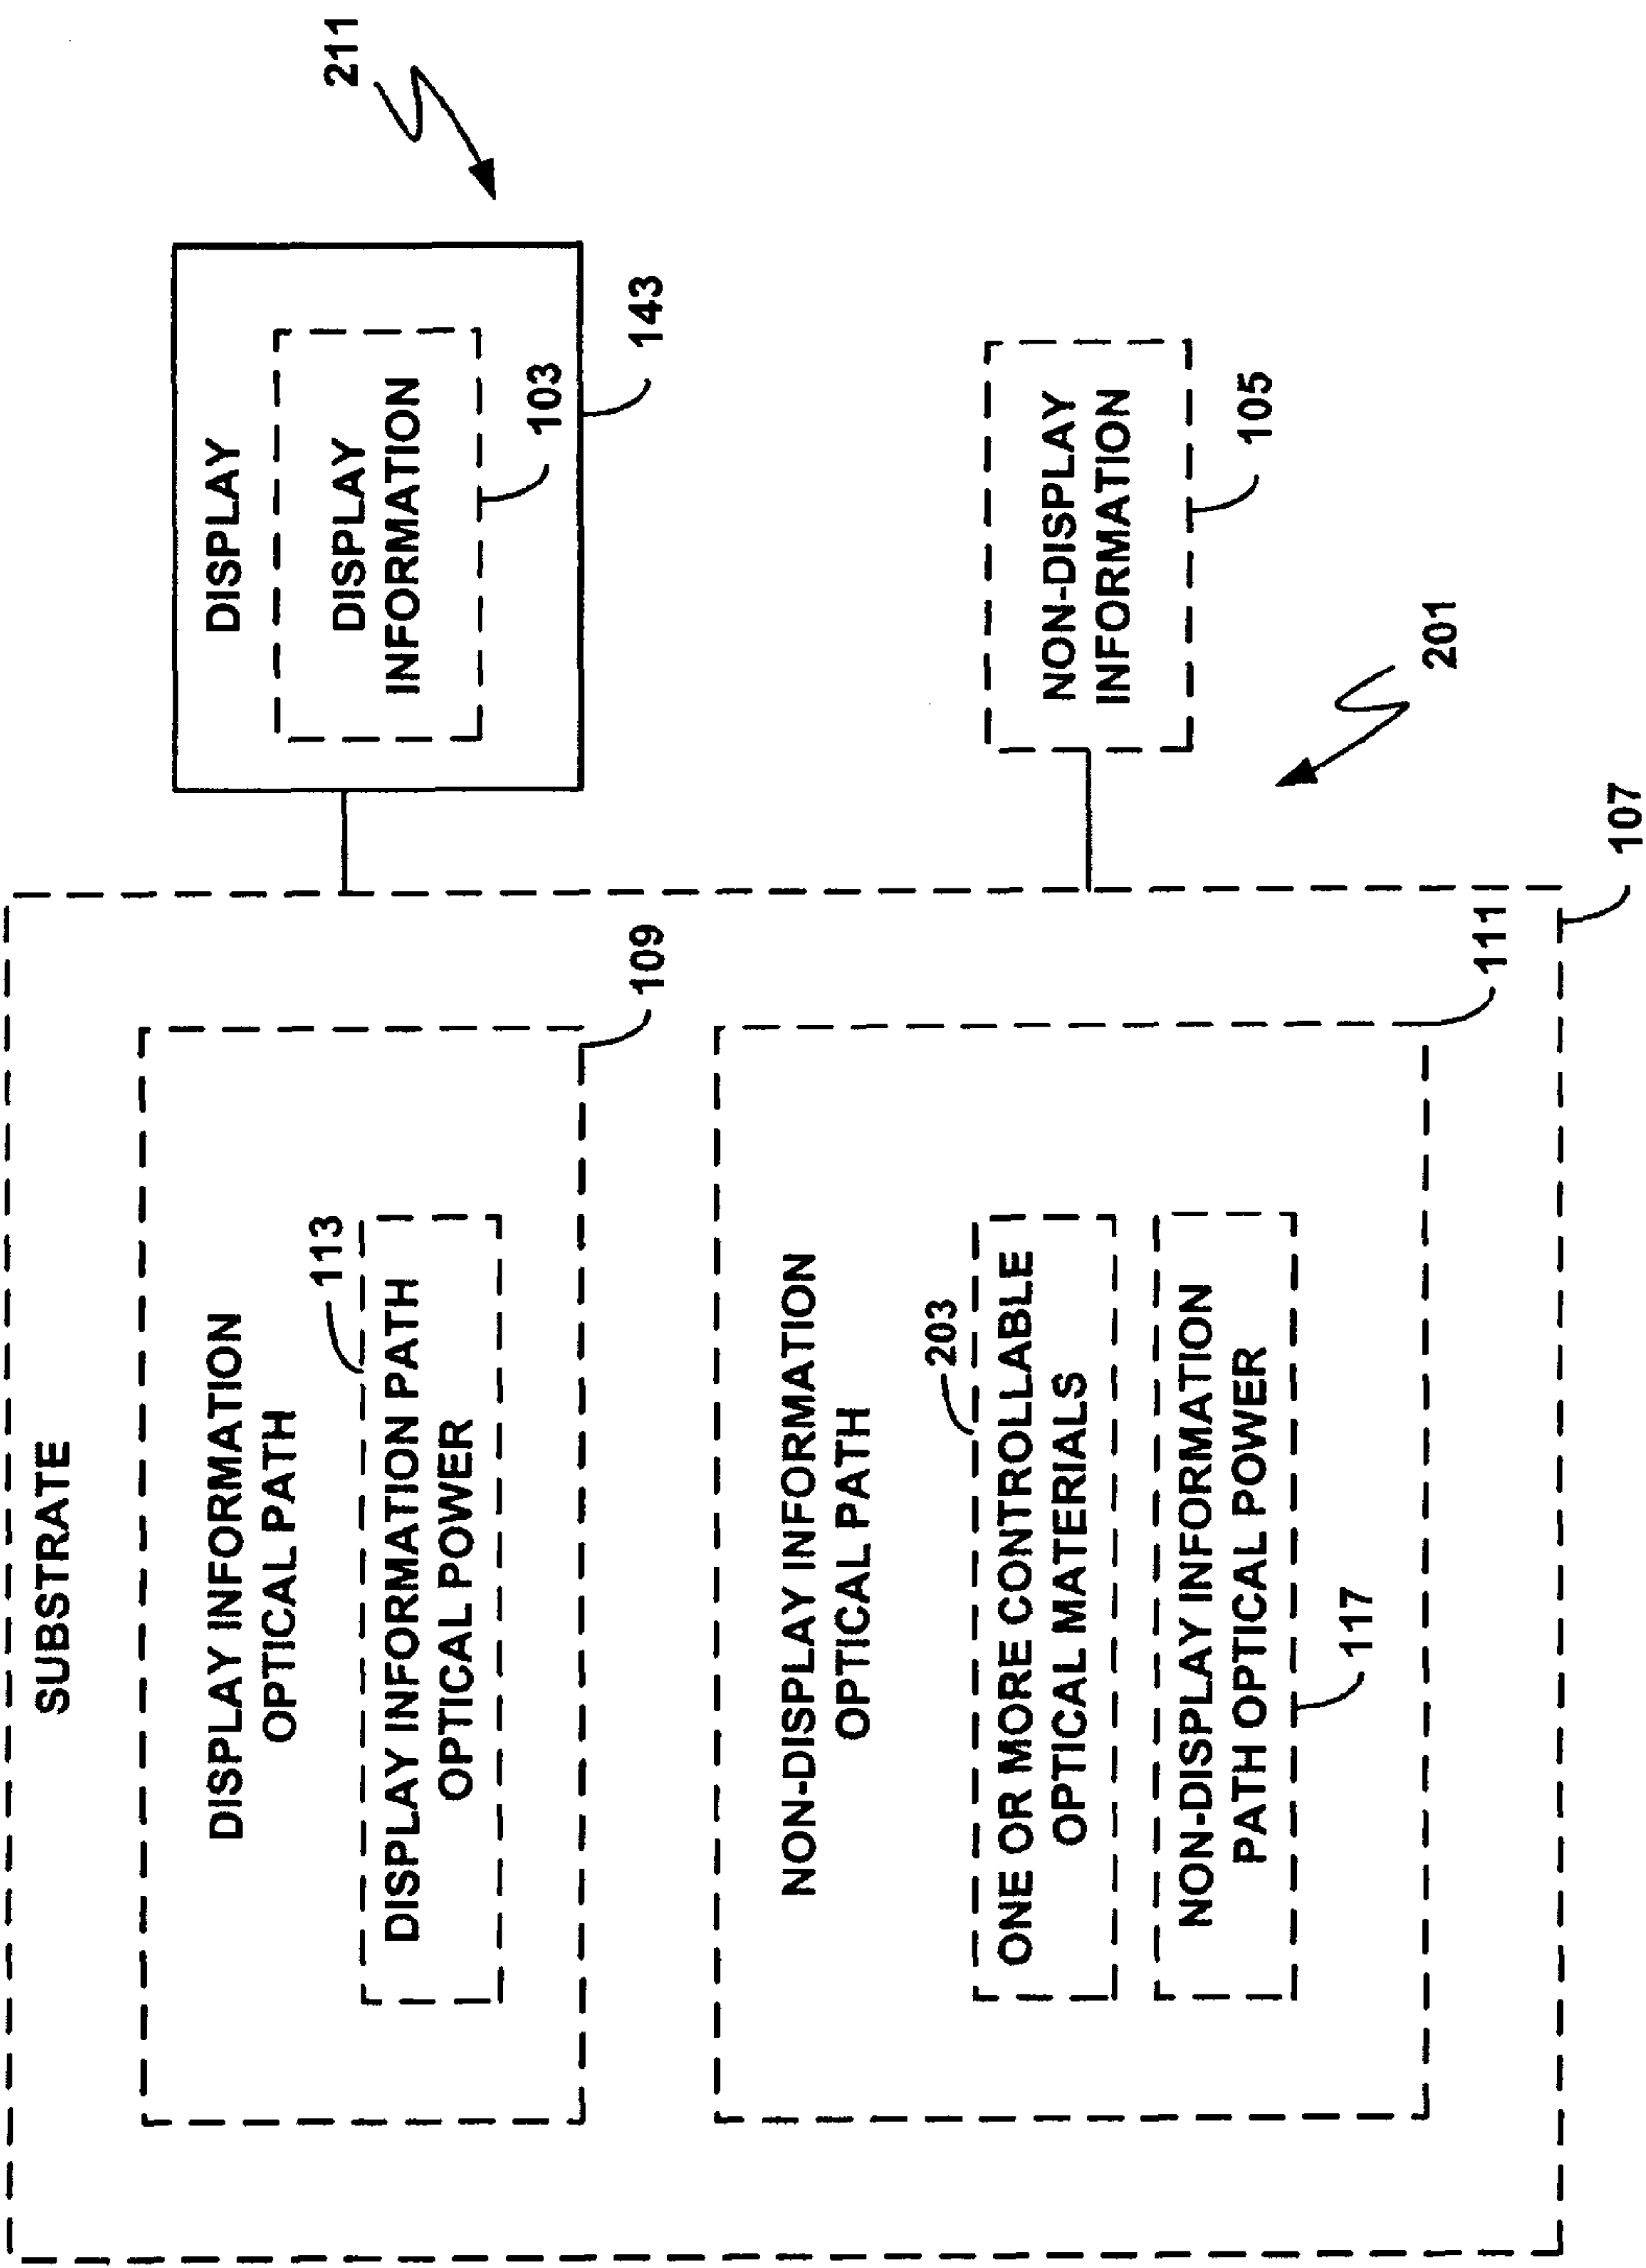 211
DISPLAY
DISPLAY
INFORMATION
103
143
NON-DISPLAY
INFORMATION
105
201
SUBSTRATE
107
DISPLAY INFORMATION
OPTICAL PATH
109
113
DISPLAY INFORMATION PATH
OPTICAL POWER
NON-DISPLAY INFORMATION
OPTICAL PATH
111
203
ONE OR MORE CONTROLLABLE
OPTICAL MATERIALS
NON-DISPLAY INFORMATION
PATH OPTICAL POWER
117